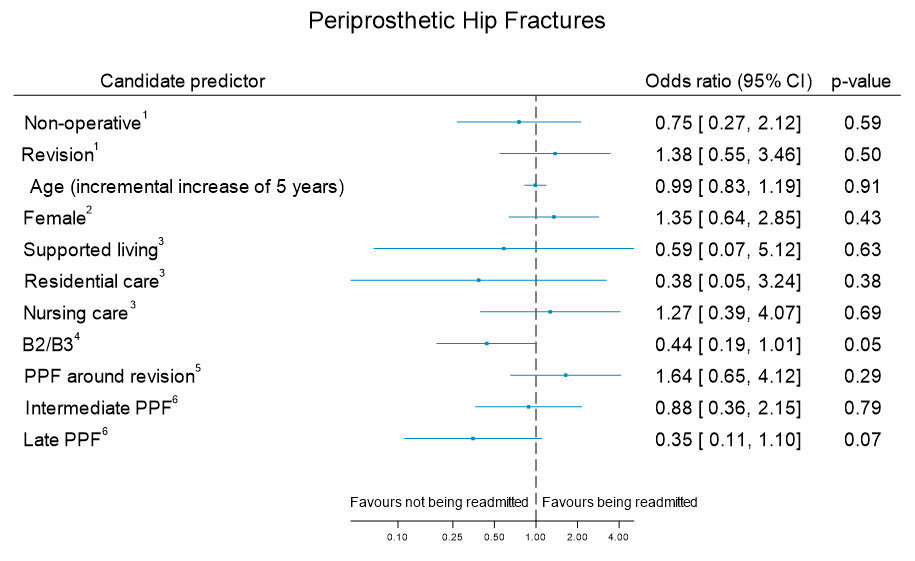 Periprosthetic Hip Fractures
Candidate predictor Odds ratio (95% CI) p-value
Non-operative¹ 0.75 [ 0.27, 2.12] 0.59
Revision¹ 1.38 [ 0.55, 3.46] 0.50
Age (incremental increase of 5 years) 0.99 [ 0.83, 1.19] 0.91
Female² 1.35 [ 0.64, 2.85] 0.43
Supported living³ 0.59 [ 0.07, 5.12] 0.63
Residential care³ 0.38 [ 0.05, 3.24] 0.38
Nursing care³ 1.27 [ 0.39, 4.07] 0.69
B2/B3⁴ 0.44 [ 0.19, 1.01] 0.05
PPF around revision⁵ 1.64 [ 0.65, 4.12] 0.29
Intermediate PPF⁶ 0.88 [ 0.36, 2.15] 0.79
Late PPF⁶ 0.35 [ 0.11, 1.10] 0.07
Favours not being readmitted Favours being readmitted
0.10 0.25 0.50 1.00 2.00 4.00